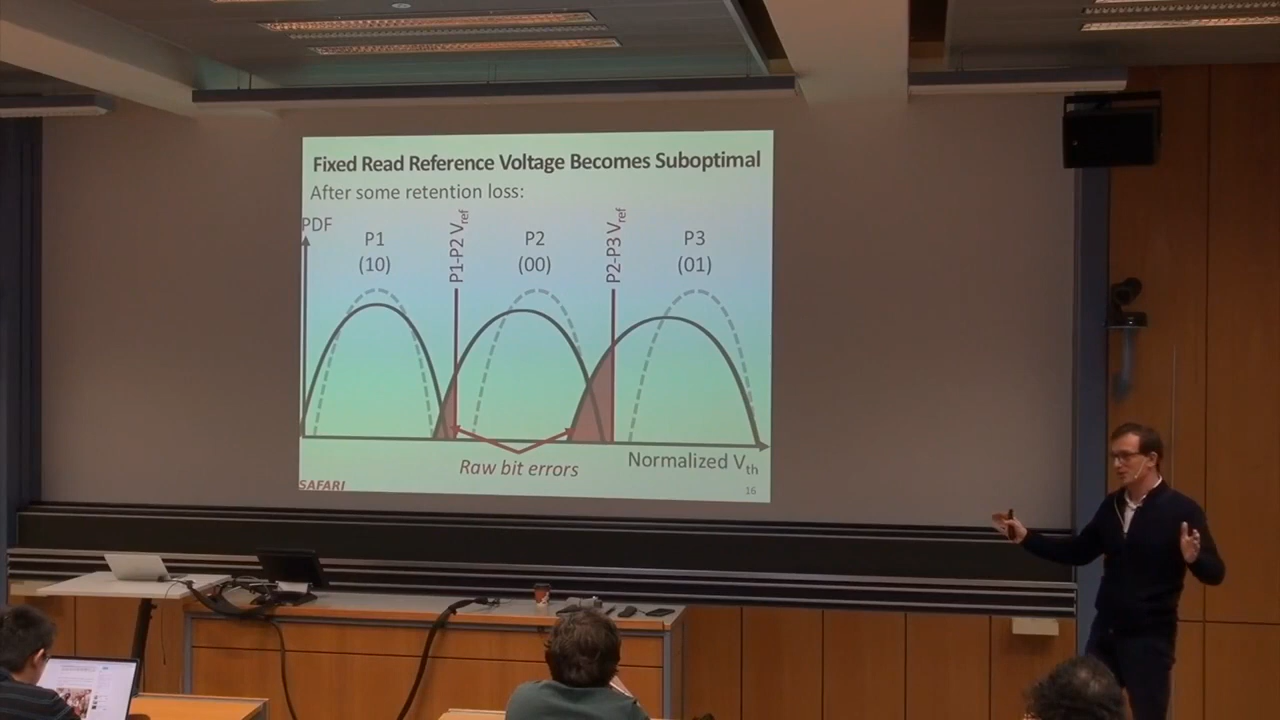 Fixed Read Reference Voltage Becomes Suboptimal
After some retention loss:
PDF
P1
(10)
P1-P2 Vref
P2
(00)
P2-P3 Vref
P3
(01)
Raw bit errors
Normalized Vth
SAFARI
16